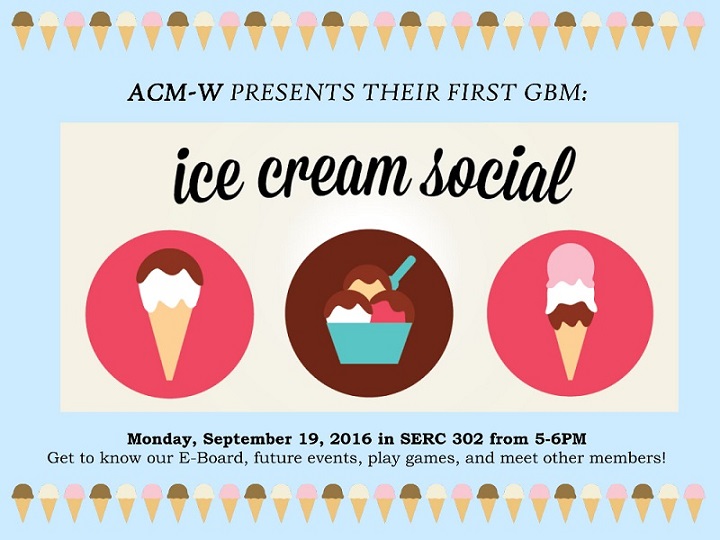 ACM-W PRESENTS THEIR FIRST GBM:
ice cream social
Monday, September 19, 2016 in SERC 302 from 5-6PM
Get to know our E-Board, future events, play games, and meet other members!